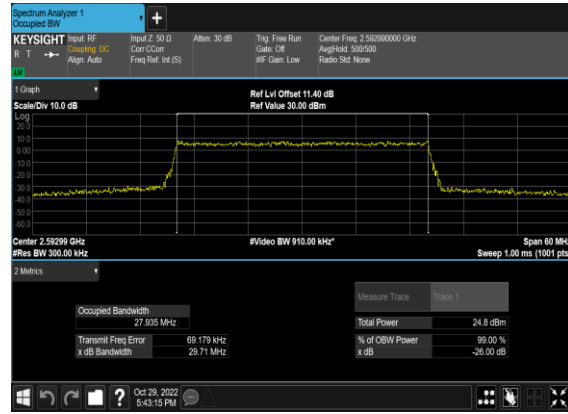 Spectrum Analyzer 1
Occupied BW
+
KEYSIGHT Input: RF Input Z: 50 Ω Atten: 30 dB Trig: Free Run Center Freq: 2.592990000 GHz
R T Coupling: DC Corr CCorr Gate: Off Avg|Hold: 500/500
Align: Auto Freq Ref: Int (S) #IF Gain: Low Radio Std: None
LXI
1 Graph
Ref Lvl Offset 11.40 dB
Scale/Div 10.0 dB Ref Value 30.00 dBm
Log
20.0
10.0
0.00
-10.0
-20.0
-30.0
-40.0
-50.0
-60.0
Center 2.59299 GHz #Video BW 910.00 kHz* Span 60 MHz
#Res BW 300.00 kHz Sweep 1.00 ms (1001 pts
2 Metrics
Measure Trace Trace 1
Occupied Bandwidth
27.935 MHz
Total Power 24.8 dBm
Transmit Freq Error 69.179 kHz % of OBW Power 99.00 %
x dB Bandwidth 29.71 MHz x dB -26.00 dB
? Oct 29, 2022
5:43:15 PM